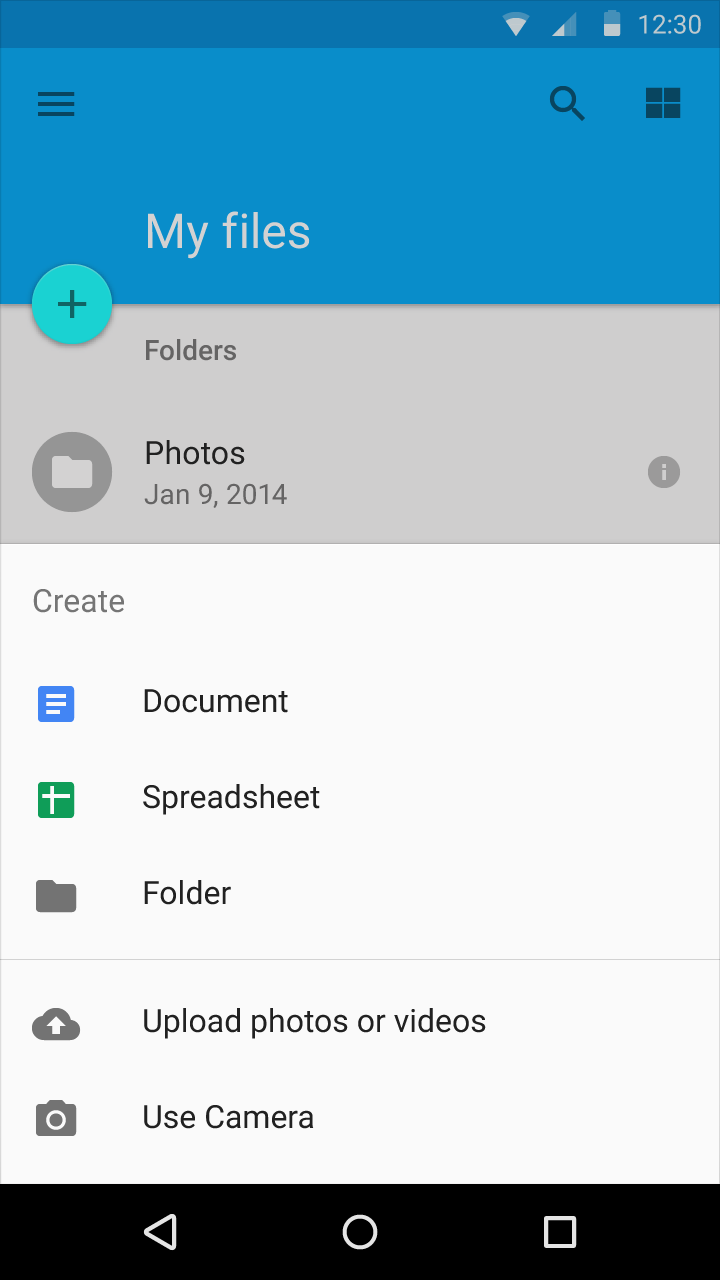 12:30
My files
Folders
Photos
Jan 9, 2014
Create
Document
Spreadsheet
Folder
Upload photos or videos
Use Camera